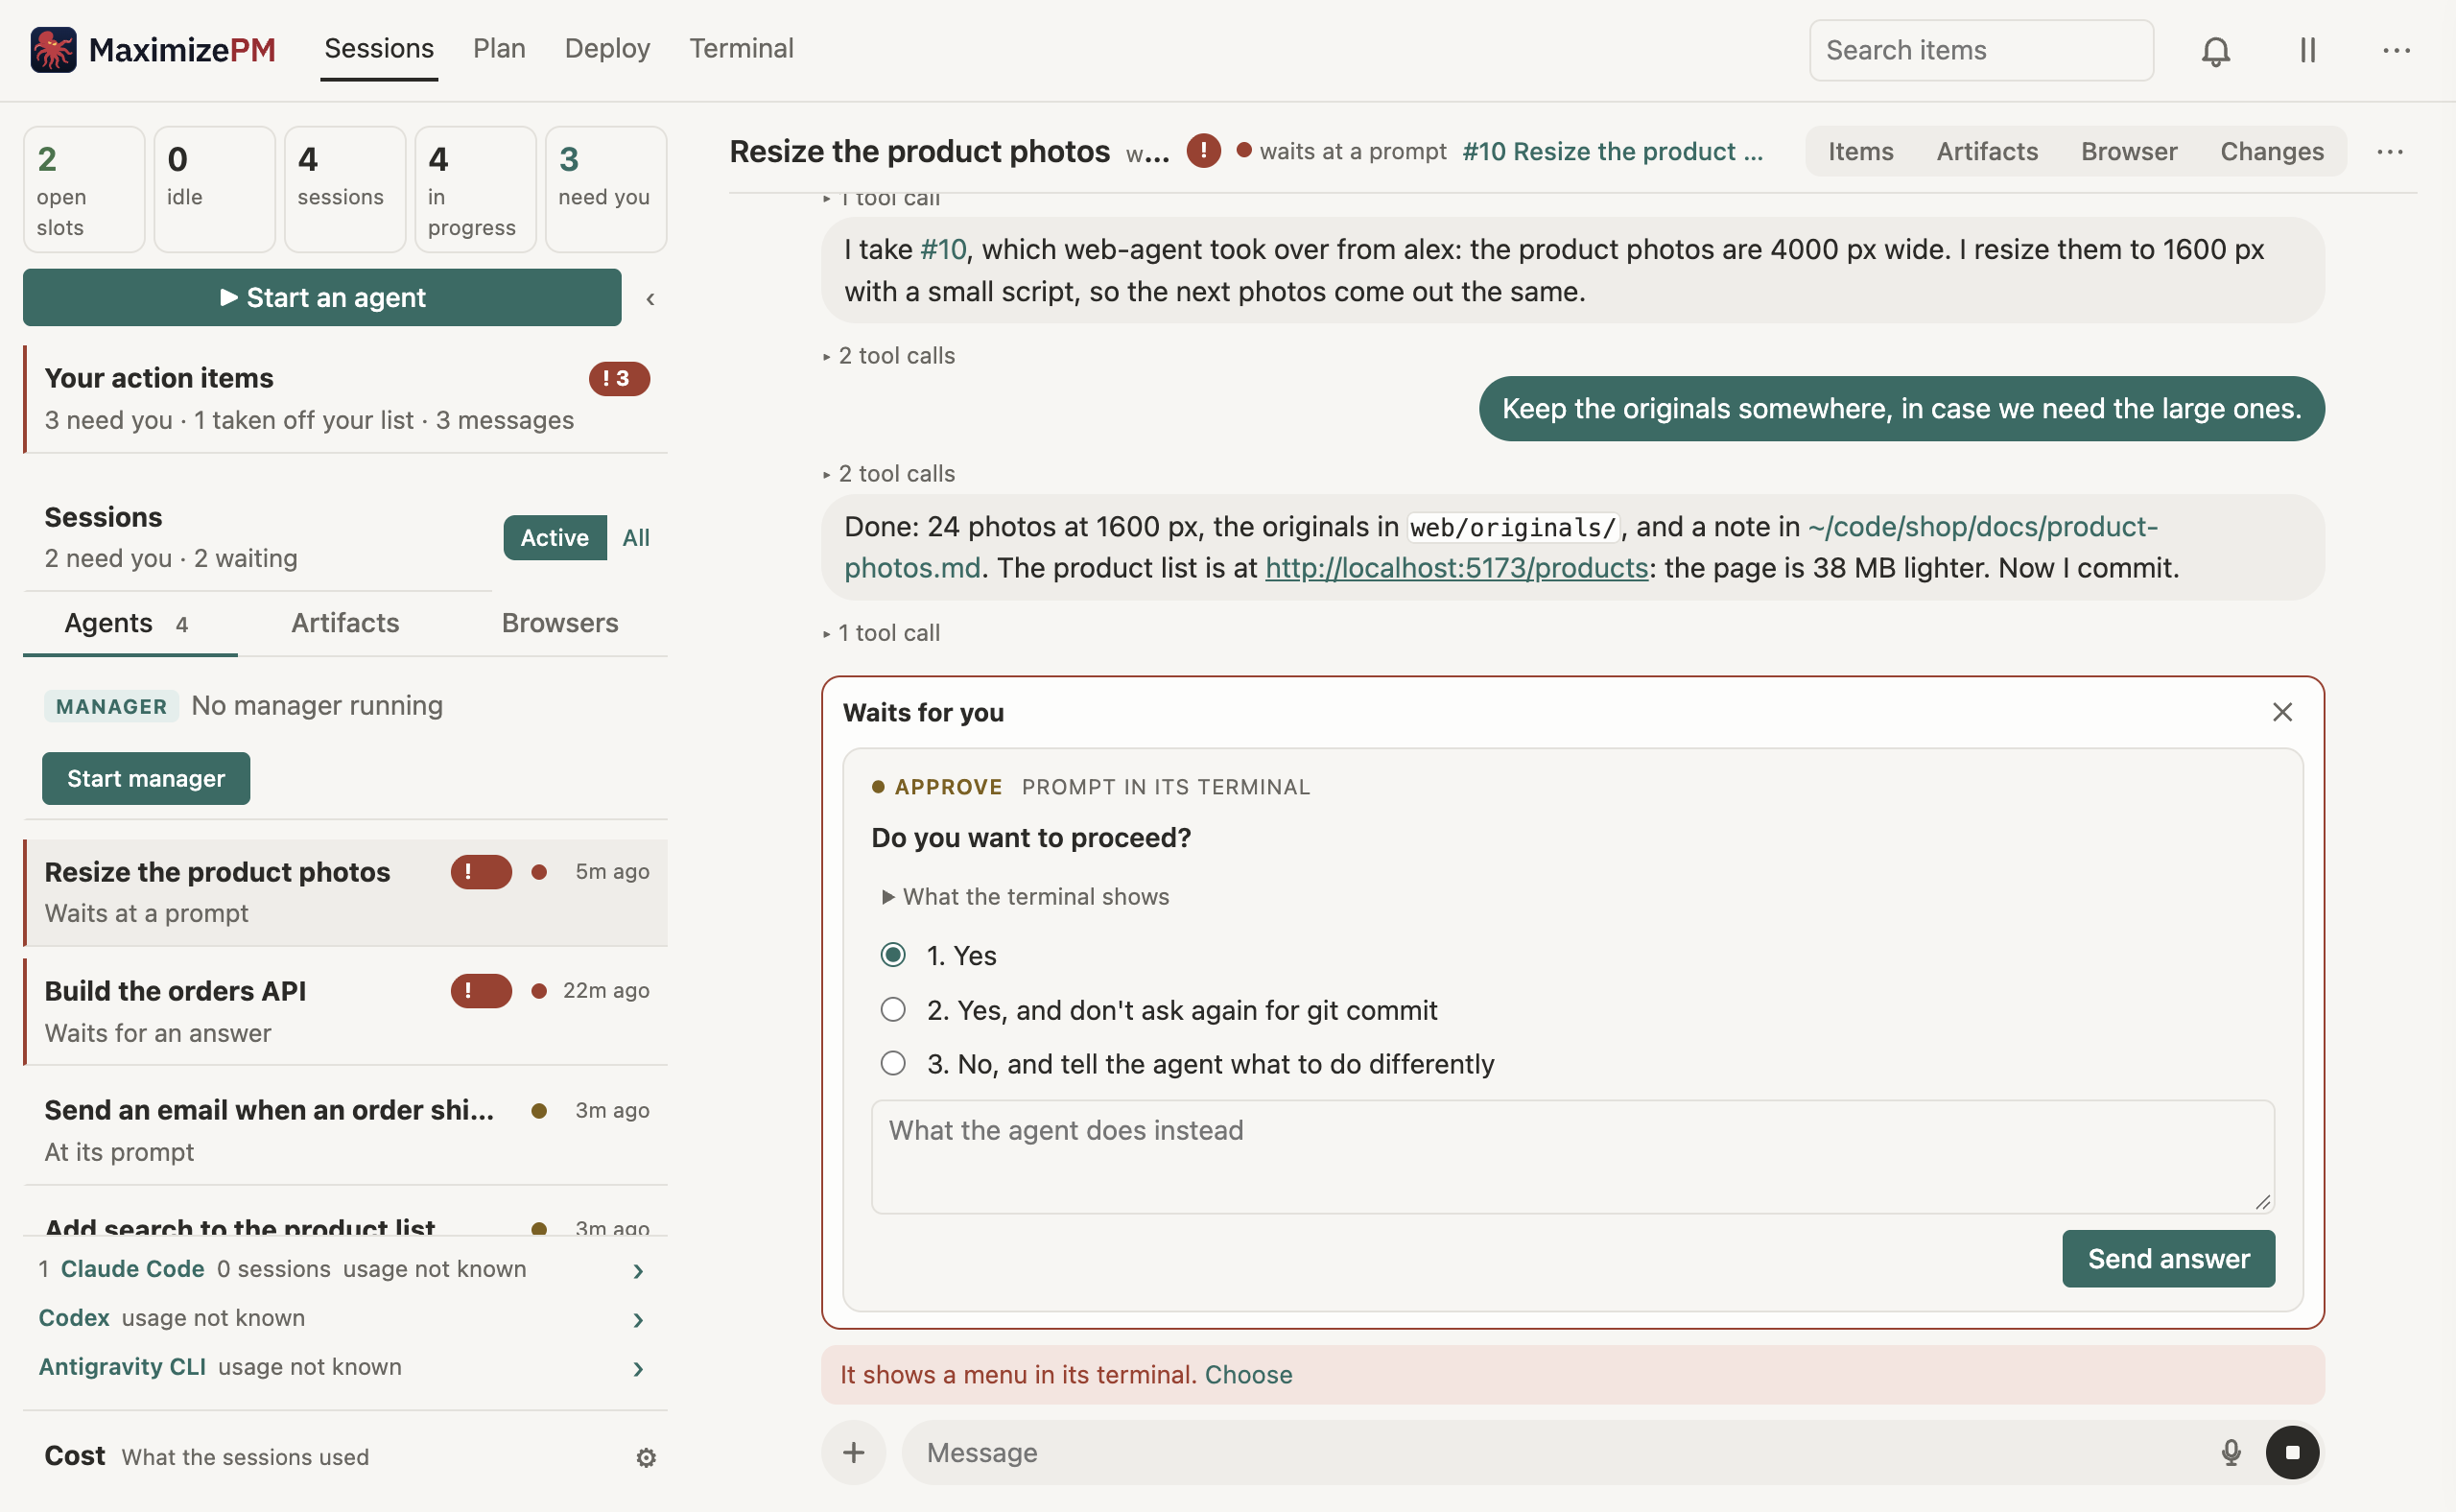 MaximizePM
Sessions
Plan
Deploy
Terminal
Search items
2
open
slots
0
idle
4
sessions
4
in
progress
3
need you
Start an agent
Your action items
! 3
3 need you · 1 taken off your list · 3 messages
Sessions
2 need you · 2 waiting
Active
All
Agents 4
Artifacts
Browsers
MANAGER No manager running
Start manager
Resize the product photos
!
5m ago
Waits at a prompt
Build the orders API
!
22m ago
Waits for an answer
Send an email when an order shi...
3m ago
At its prompt
Add search to the product list
3m ago
1 Claude Code 0 sessions usage not known
Codex usage not known
Antigravity CLI usage not known
Cost What the sessions used
Resize the product photos w...
!
waits at a prompt
#10 Resize the product ...
Items
Artifacts
Browser
Changes
1 tool call
I take #10, which web-agent took over from alex: the product photos are 4000 px wide. I resize them to 1600 px
with a small script, so the next photos come out the same.
2 tool calls
Keep the originals somewhere, in case we need the large ones.
2 tool calls
Done: 24 photos at 1600 px, the originals in web/originals/, and a note in ~/code/shop/docs/product-
photos.md. The product list is at http://localhost:5173/products: the page is 38 MB lighter. Now I commit.
1 tool call
Waits for you
APPROVE PROMPT IN ITS TERMINAL
Do you want to proceed?
What the terminal shows
1. Yes
2. Yes, and don't ask again for git commit
3. No, and tell the agent what to do differently
What the agent does instead
Send answer
It shows a menu in its terminal. Choose
Message